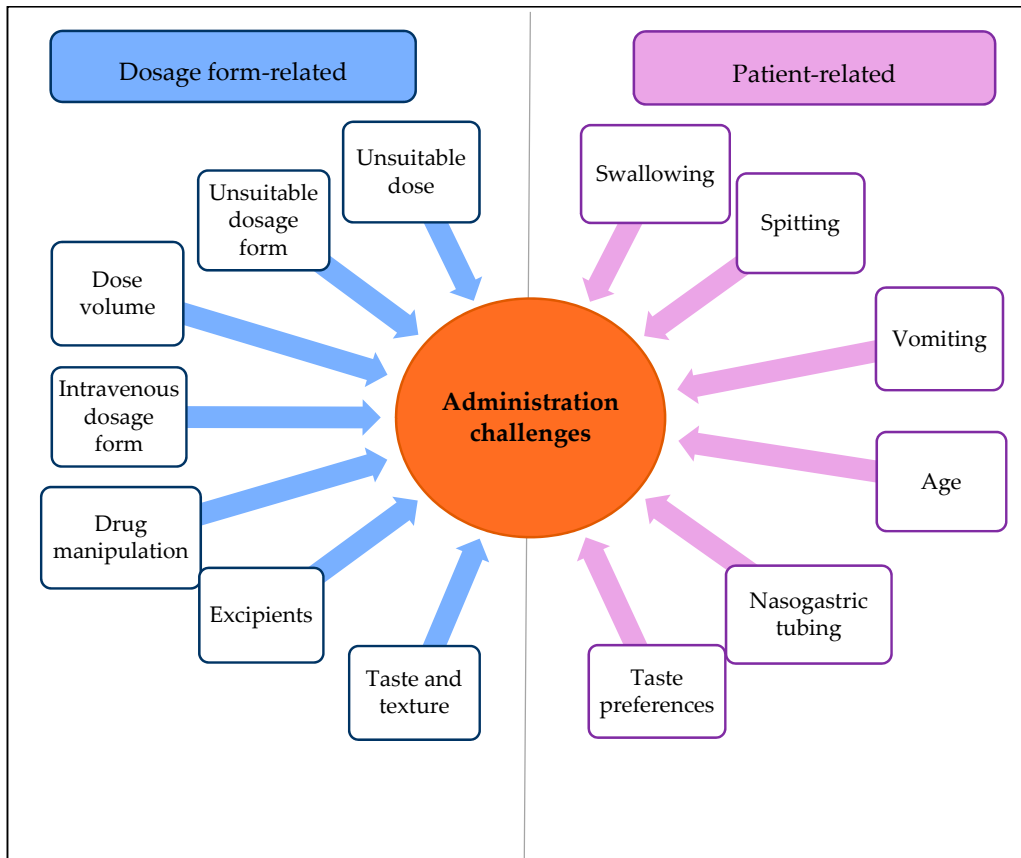 Dosage form-related
Patient-related
Unsuitable
dose
Unsuitable
dosage
form
Dose
volume
Intravenous
dosage
form
Drug
manipulation
Excipients
Taste and
texture
Administration
challenges
Swallowing
Spitting
Vomiting
Age
Nasogastric
tubing
Taste
preferences